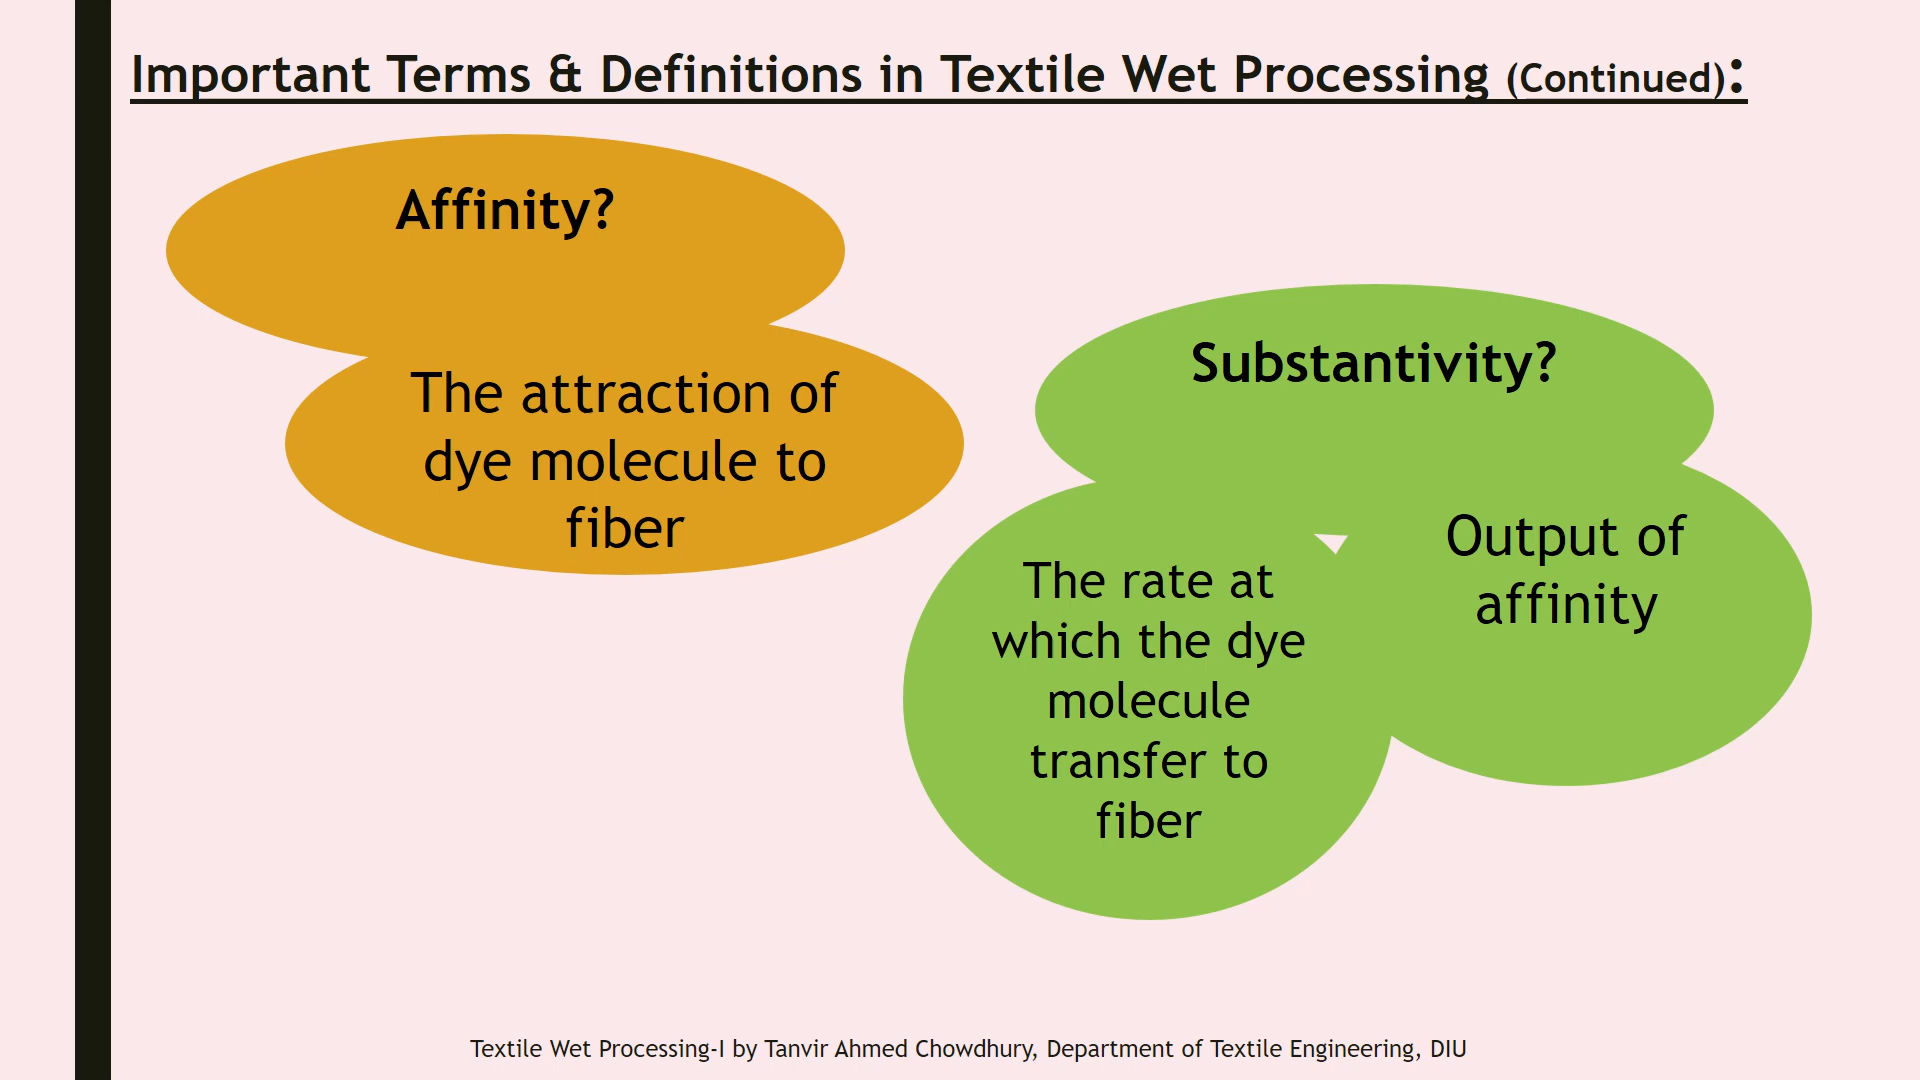 Important Terms & Definitions in Textile Wet Processing (Continued):
Affinity?
The attraction of
dye molecule to
fiber
Substantivity?
The rate at
which the dye
molecule
transfer to
fiber
Output of
affinity
Textile Wet Processing-I by Tanvir Ahmed Chowdhury, Department of Textile Engineering, DIU